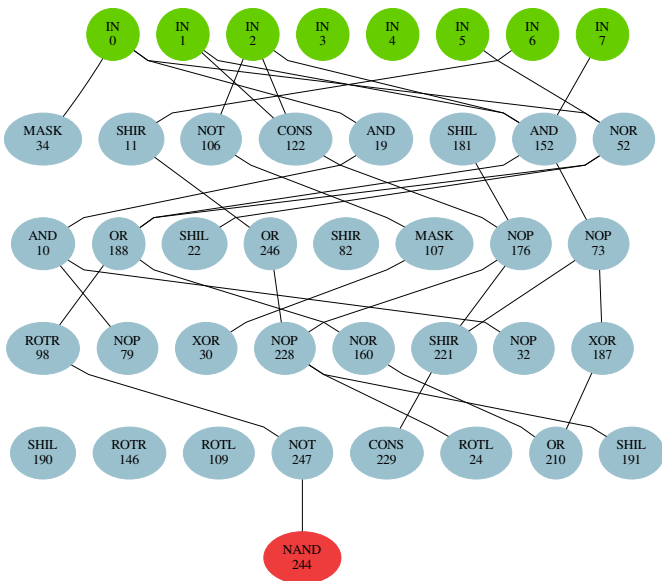 IN
0
IN
1
IN
2
IN
3
IN
4
IN
5
IN
6
IN
7
MASK
34
SHIR
11
NOT
106
CONS
122
AND
19
SHIL
181
AND
152
NOR
52
AND
10
OR
188
SHIL
22
OR
246
SHIR
82
MASK
107
NOP
176
NOP
73
ROTR
98
NOP
79
XOR
30
NOP
228
NOR
160
SHIR
221
NOP
32
XOR
187
SHIL
190
ROTR
146
ROTL
109
NOT
247
CONS
229
ROTL
24
OR
210
SHIL
191
NAND
244